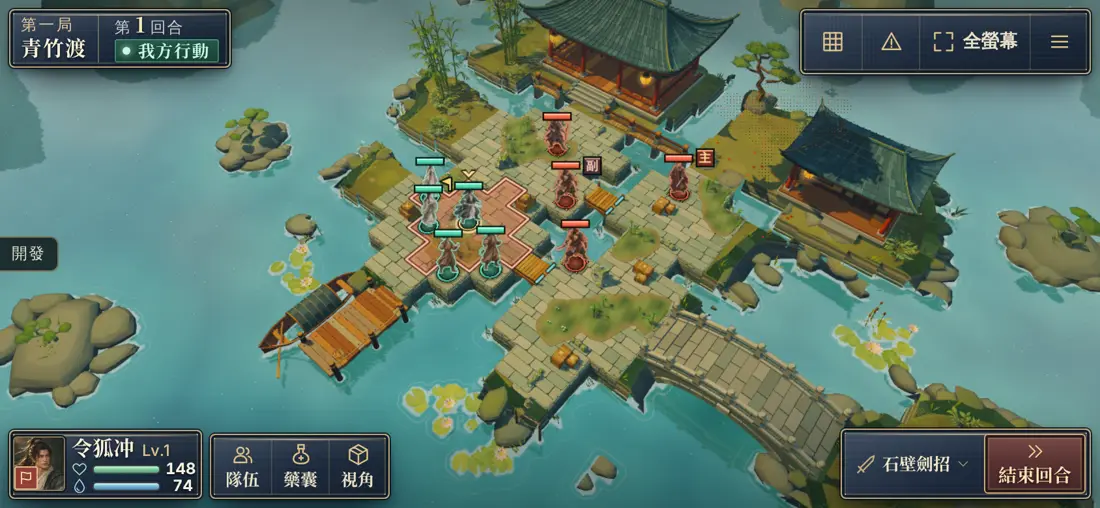 第一局
青竹渡
第1回合
我方行動
全螢幕
副
主
開發
令狐冲 Lv.1
148
74
隊伍
藥囊
視角
石壁劍招
結束回合